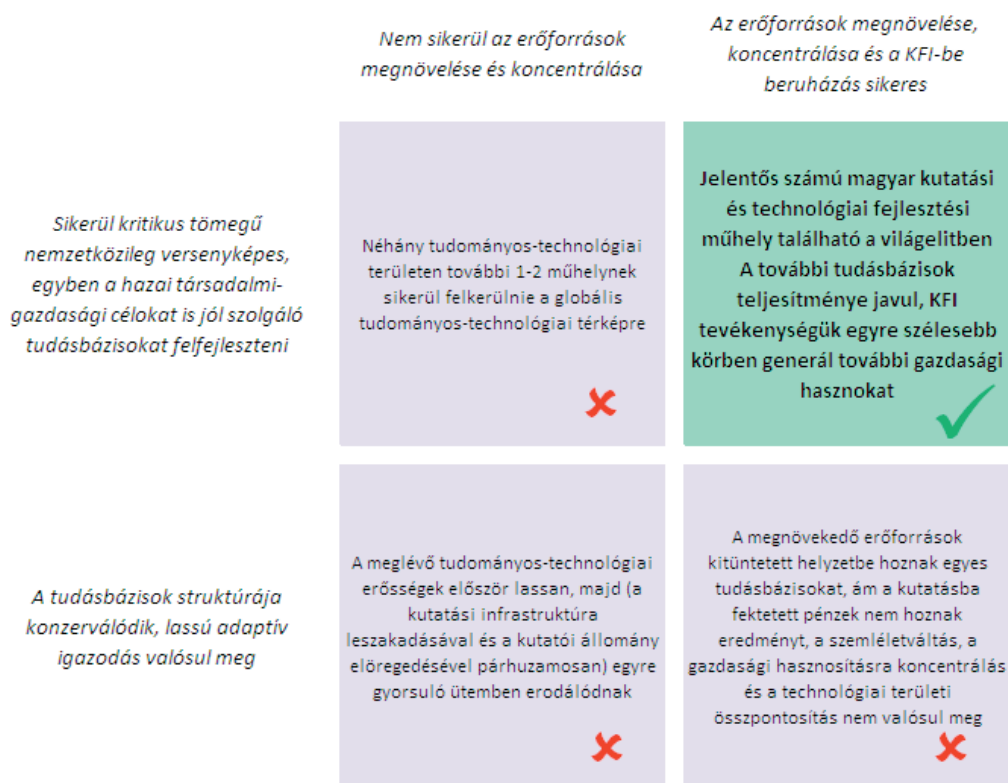 Nem sikerül az erőforrások
megnövelése és koncentrálása
Az erőforrások megnövelése,
koncentrálása és a KFI-be
beruházás sikeres
Sikerül kritikus tömegű
nemzetközileg versenyképes,
egyben a hazai társadalmi-
gazdasági célokat is jól szolgáló
tudásbázisokat felfejleszteni
Néhány tudományos-technológiai
területen további 1-2 műhelynek
sikerül felkerülnie a globális
tudományos-technológiai térképre
Jelentős számú magyar kutatási
és technológiai fejlesztési
műhely található a világelitben
A további tudásbázisok
teljesítménye javul, KFI
tevékenységük egyre szélesebb
körben generál további gazdasági
hasznokat
A tudásbázisok struktúrája
konzerválódik, lassú adaptív
igazodás valósul meg
A meglévő tudományos-technológiai
erősségek először lassan, majd (a
kutatási infrastruktúra
leszakadásával és a kutatói állomány
elöregedésével párhuzamosan) egyre
gyorsuló ütemben erodálódnak
A megnövekedő erőforrások
kitüntetett helyzetbe hoznak egyes
tudásbázisokat, ám a kutatásba
fektetett pénzek nem hoznak
eredményt, a szemléletváltás, a
gazdasági hasznosításra koncentrálás
és a technológiai területi
összpontosítás nem valósul meg